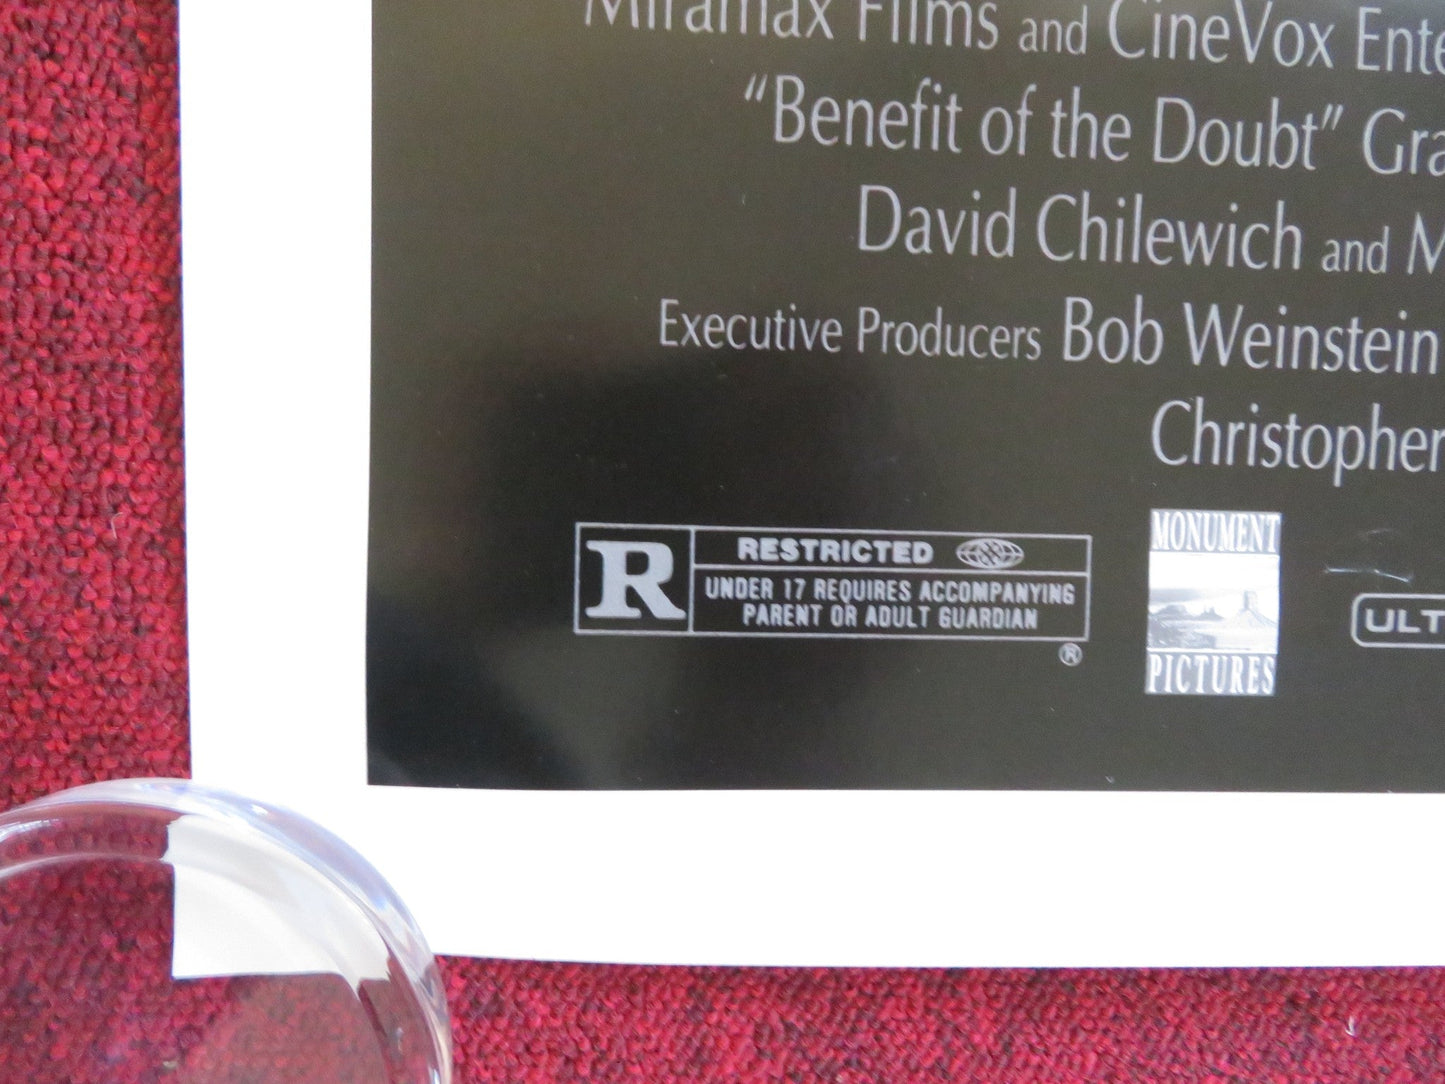 Miramax Films and CineVox Ente
"Benefit of the Doubt" Gra
David Chilewich and M
Executive Producers Bob Weinstein
Christopher
R RESTRICTED
UNDER 17 REQUIRES ACCOMPANYING
PARENT OR ADULT GUARDIAN
®
MONUMENT
PICTURES
ULT